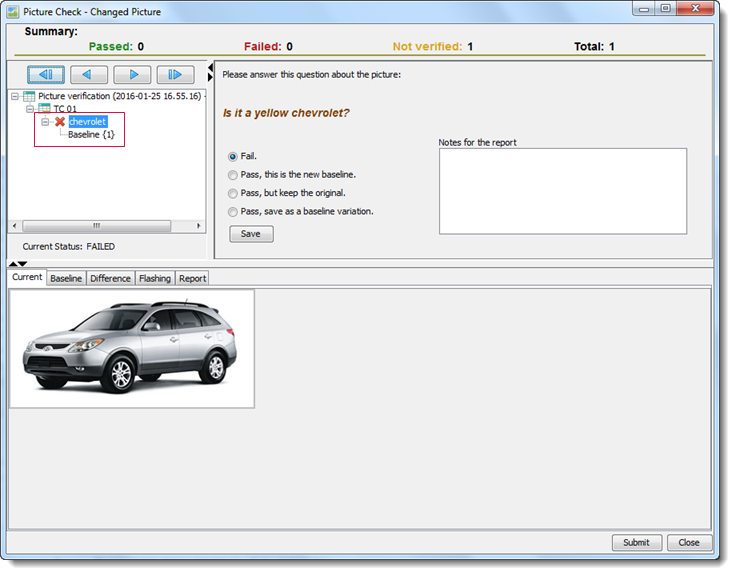 Picture Check - Changed Picture
Summary:
Passed: 0 Failed: 0 Not verified: 1 Total: 1
Picture verification (2016-01-25 16.55.16) -
TC 01
chevrolet
Baseline {1}
Current Status: FAILED
Please answer this question about the picture:
Is it a yellow chevrolet?
Fail.
Pass, this is the new baseline.
Pass, but keep the original.
Pass, save as a baseline variation.
Save
Notes for the report
Current Baseline Difference Flashing Report
Submit Close